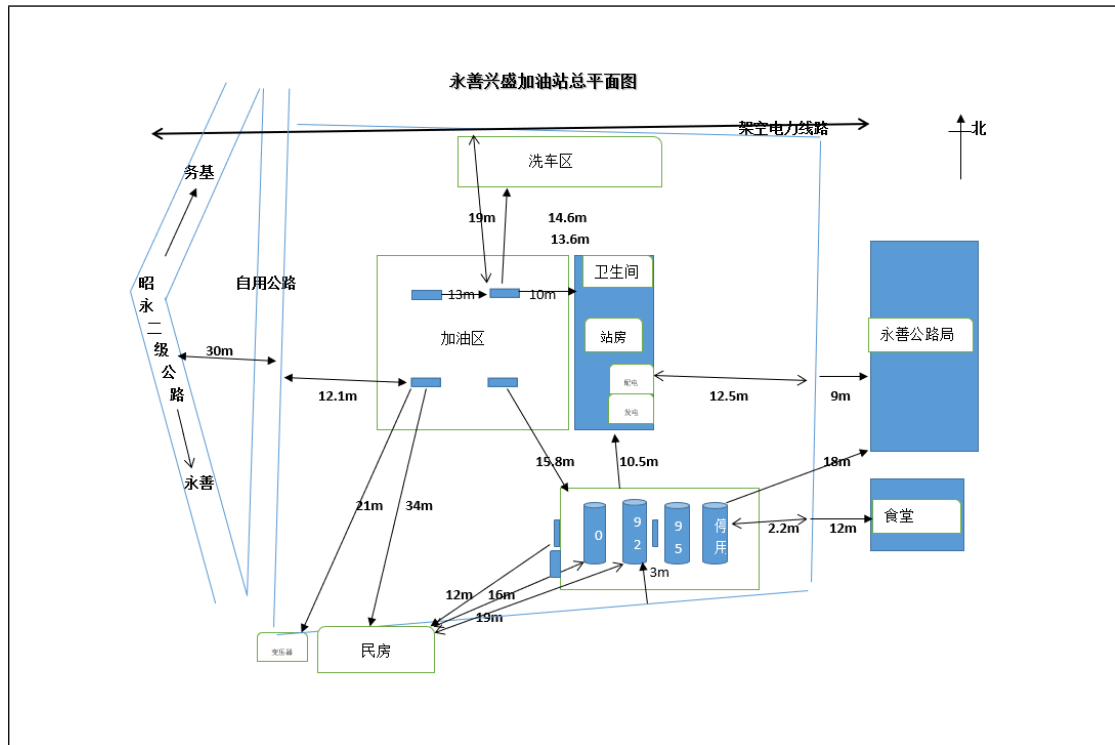 永善兴盛加油站总平面图
架空电力线路
北
洗车区
务基
19m
14.6m
13.6m
卫生间
自用公路
昭永二级公路
13m
10m
加油区
站房
永善公路局
30m
配电
12.1m
12.5m
9m
发电
15.8m
10.5m
18m
永善
21m
34m
0
92
95
停用
2.2m
12m
食堂
3m
12m
16m
19m
变压器
民房